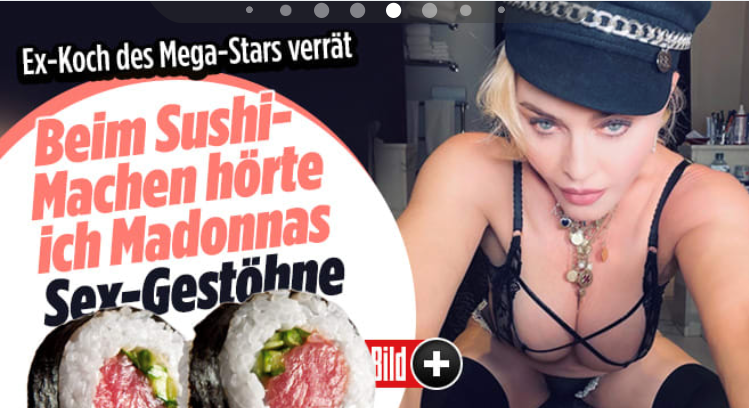 Ex-Koch des Mega-Stars verrät
Beim Sushi-
Machen hörte
ich Madonnas
Sex-Gestöhne
Bild +